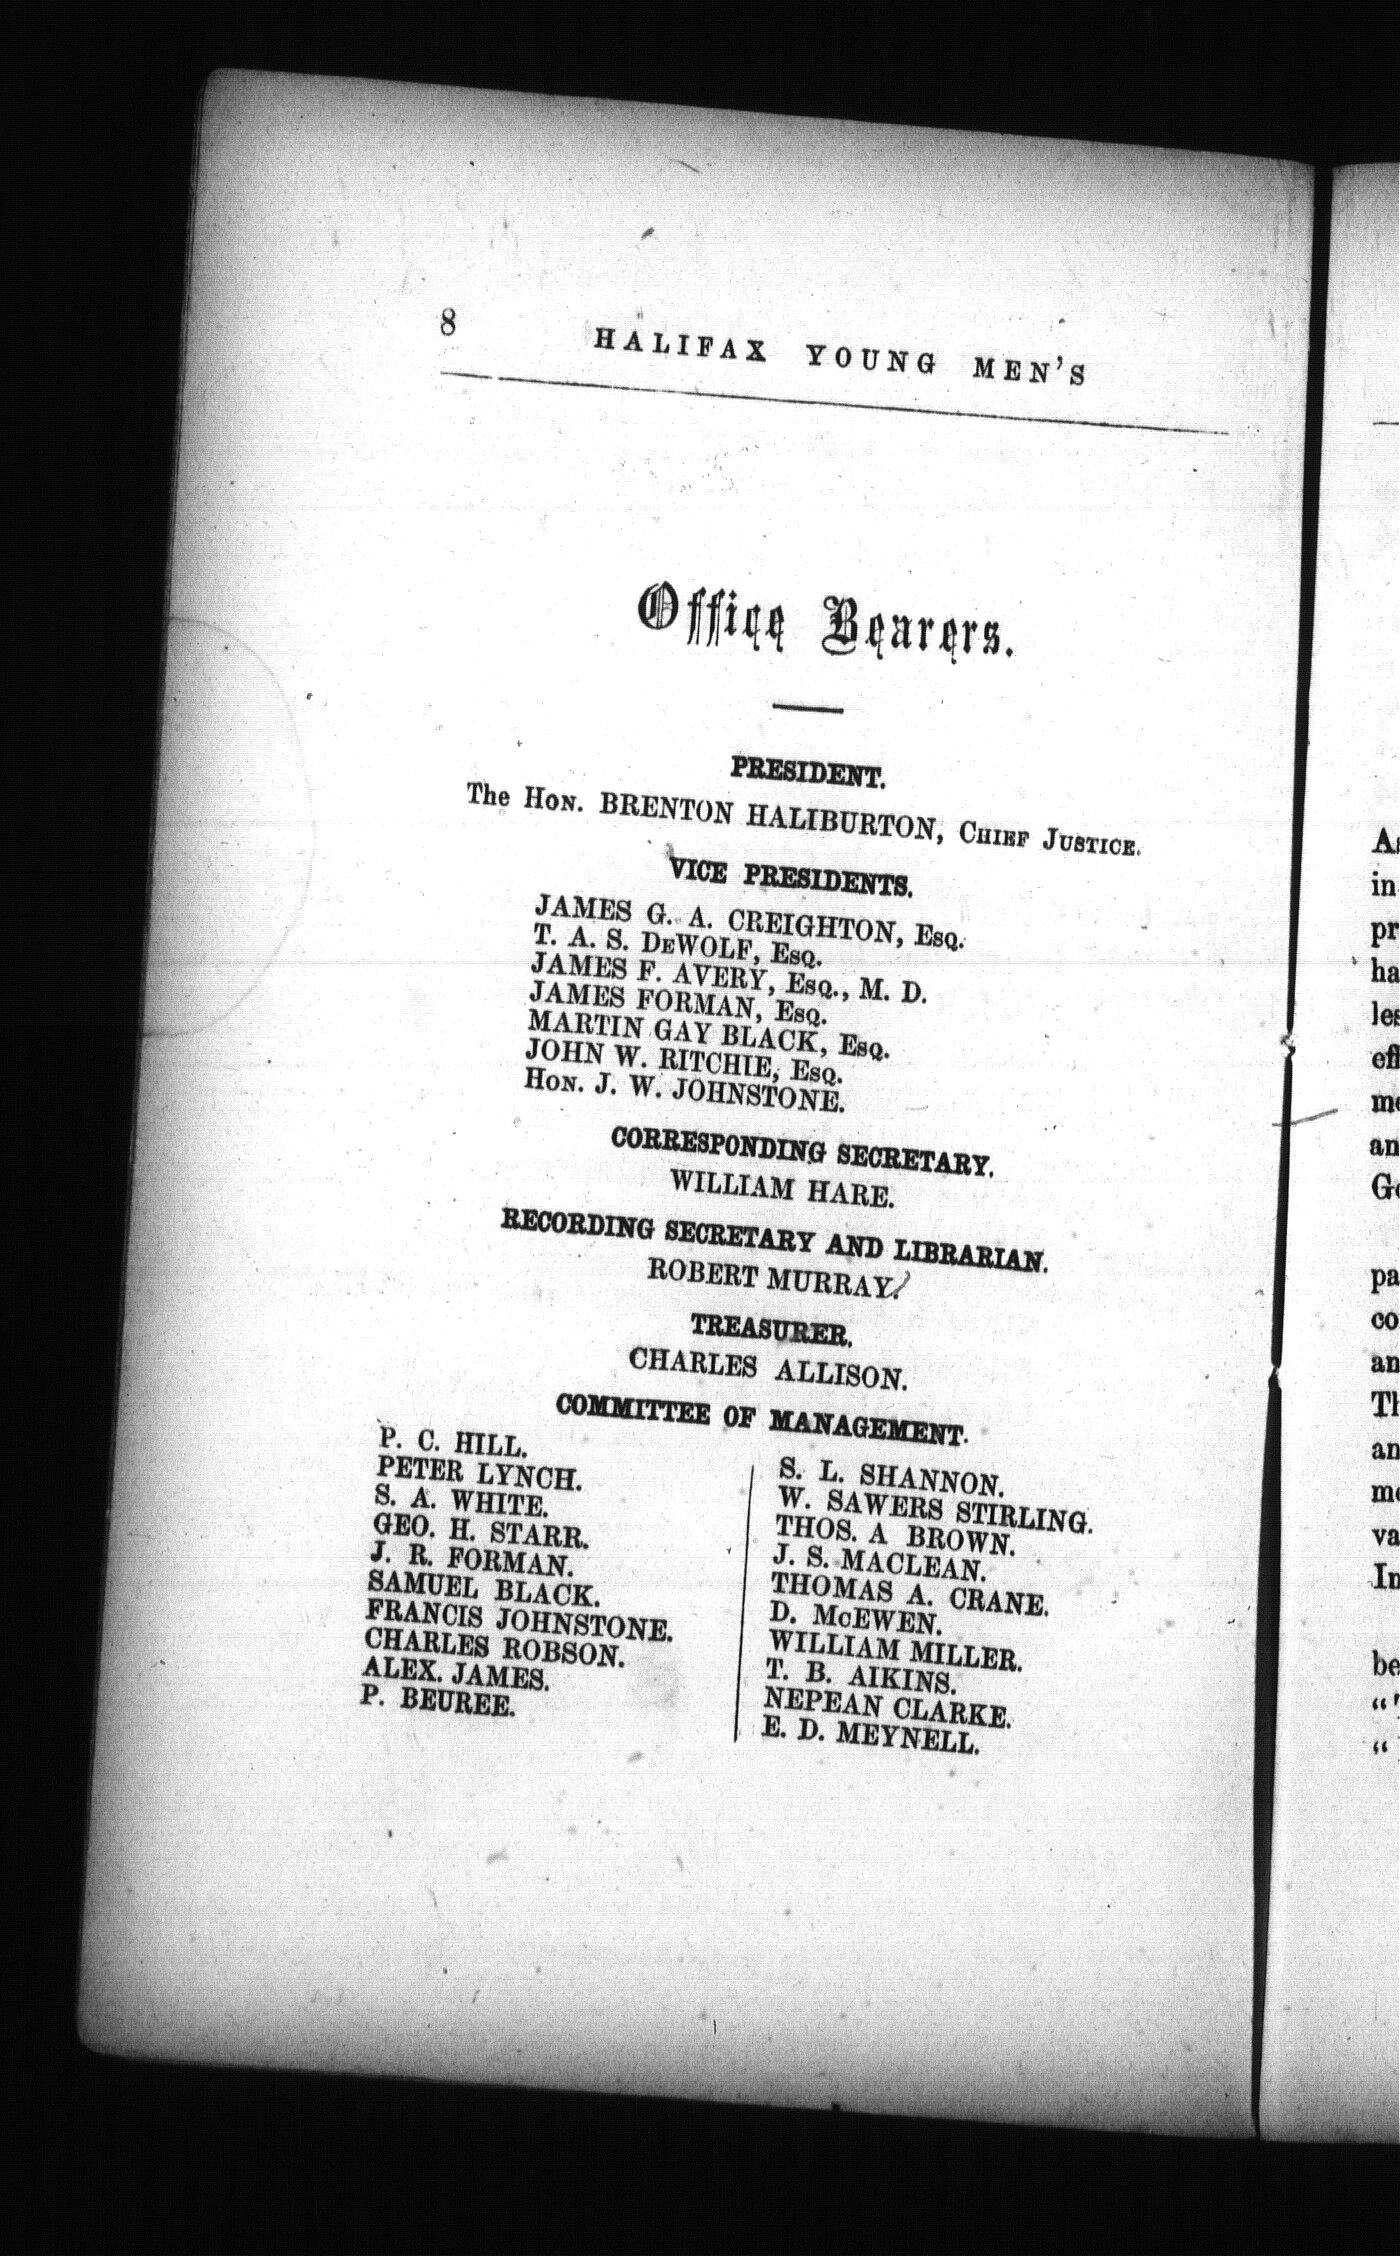 8 HALIFAX YOUNG MEN'S
Office Bearers.
PRESIDENT.
The HON. BRENTON HALIBURTON, CHIEF JUSTICE.
VICE PRESIDENTS.
JAMES G. A. CREIGHTON, ESQ.
T. A. S. DEWOLF, ESQ.
JAMES F. AVERY, ESQ., M. D.
JAMES FORMAN, ESQ.
MARTIN GAY BLACK, ESQ.
JOHN W. RITCHIE, ESQ.
HON. J. W. JOHNSTONE.
CORRESPONDING SECRETARY.
WILLIAM HARE.
RECORDING SECRETARY AND LIBRARIAN.
ROBERT MURRAY.
TREASURER.
CHARLES ALLISON.
COMMITTEE OF MANAGEMENT.
P. C. HILL.
PETER LYNCH.
S. A. WHITE.
GEO. H. STARR.
J. R. FORMAN.
SAMUEL BLACK.
FRANCIS JOHNSTONE.
CHARLES ROBSON.
ALEX. JAMES.
P. BEUREE.
S. L. SHANNON.
W. SAWERS STIRLING.
THOS. A BROWN.
J. S. MACLEAN.
THOMAS A. CRANE.
D. McEWEN.
WILLIAM MILLER.
T. B. AIKINS.
NEPEAN CLARKE.
E. D. MEYNELL.